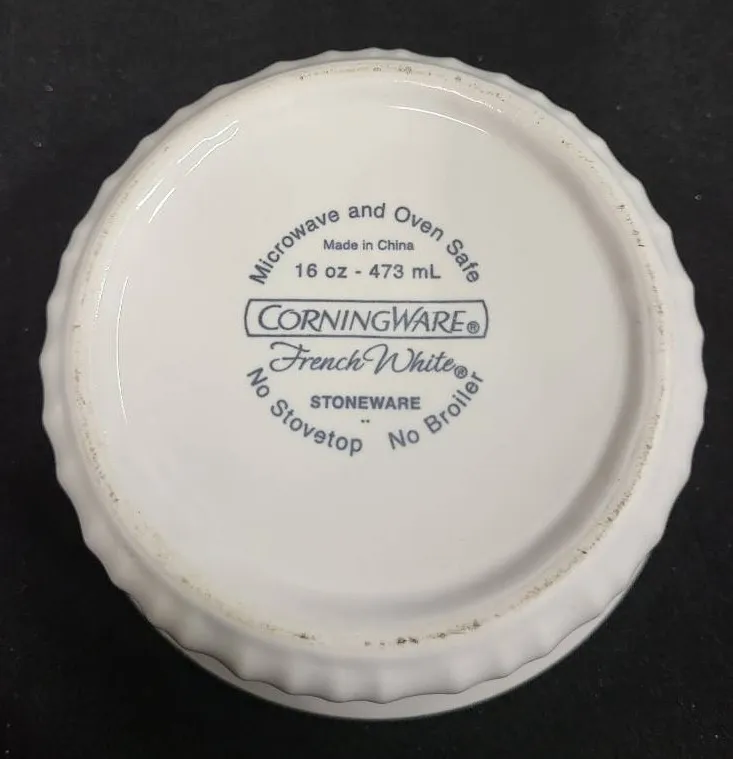 Microwave and Oven Safe
Made in China
16 oz - 473 mL
CORNINGWARE®
French White®
STONEWARE
No Stovetop No Broiler